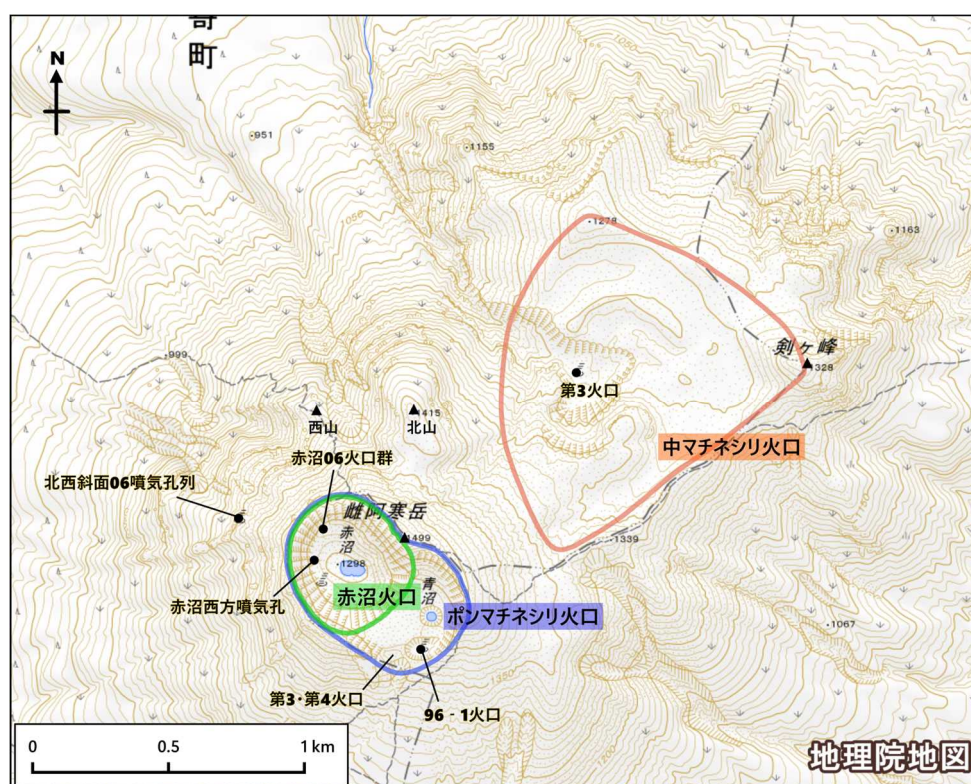 寄
町
N
951
1155
1056
1278
1163
剣ヶ峰
1328
999
第3火口
1415
西山
北山
中マチネシリ火口
赤沼06火口群
北西斜面06噴気孔列
雌阿寒岳
赤沼
1499
1339
1298
青沼
赤沼西方噴気孔
赤沼火口
ポンマチネシリ火口
1067
1350
第3・第4火口
96‐1火口
0
0.5
1km
地理院地図